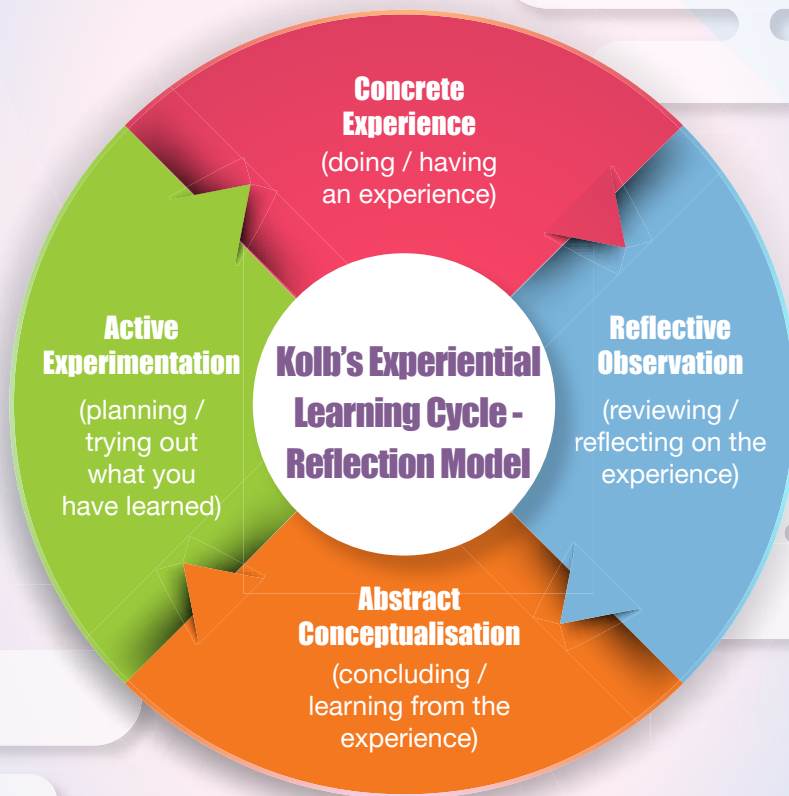 Concrete
Experience
(doing / having
an experience)
Reflective
Observation
(reviewing /
reflecting on the
experience)
Abstract
Conceptualisation
(concluding /
learning from the
experience)
Active
Experimentation
(planning /
trying out
what you
have learned)
Kolb's Experiential
Learning Cycle -
Reflection Model